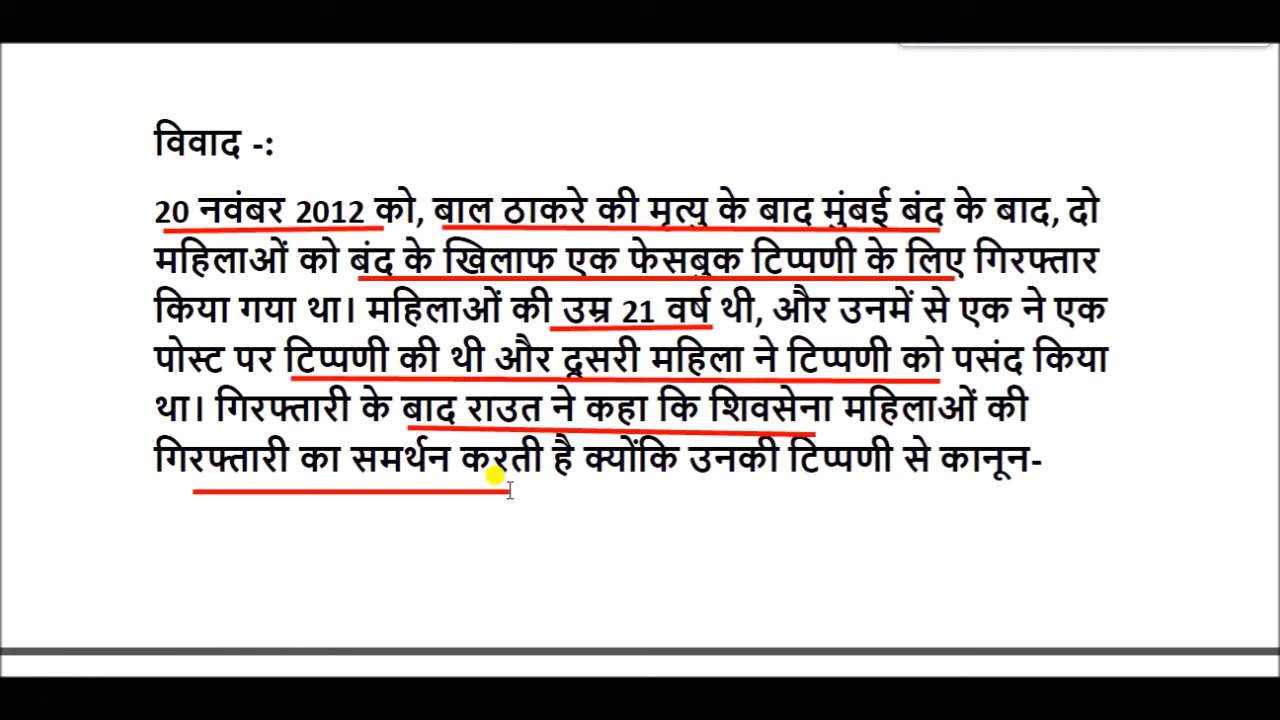 विवाद -:
20 नवंबर 2012 को, बाल ठाकरे की मृत्यु के बाद मुंबई बंद के बाद, दो
महिलाओं को बंद के खिलाफ एक फेसबुक टिप्पणी के लिए गिरफ्तार
किया गया था। महिलाओं की उम्र 21 वर्ष थी, और उनमें से एक ने एक
पोस्ट पर टिप्पणी की थी और दूसरी महिला ने टिप्पणी को पसंद किया
था। गिरफ्तारी के बाद राउत ने कहा कि शिवसेना महिलाओं की
गिरफ्तारी का समर्थन करती है क्योंकि उनकी टिप्पणी से कानून-